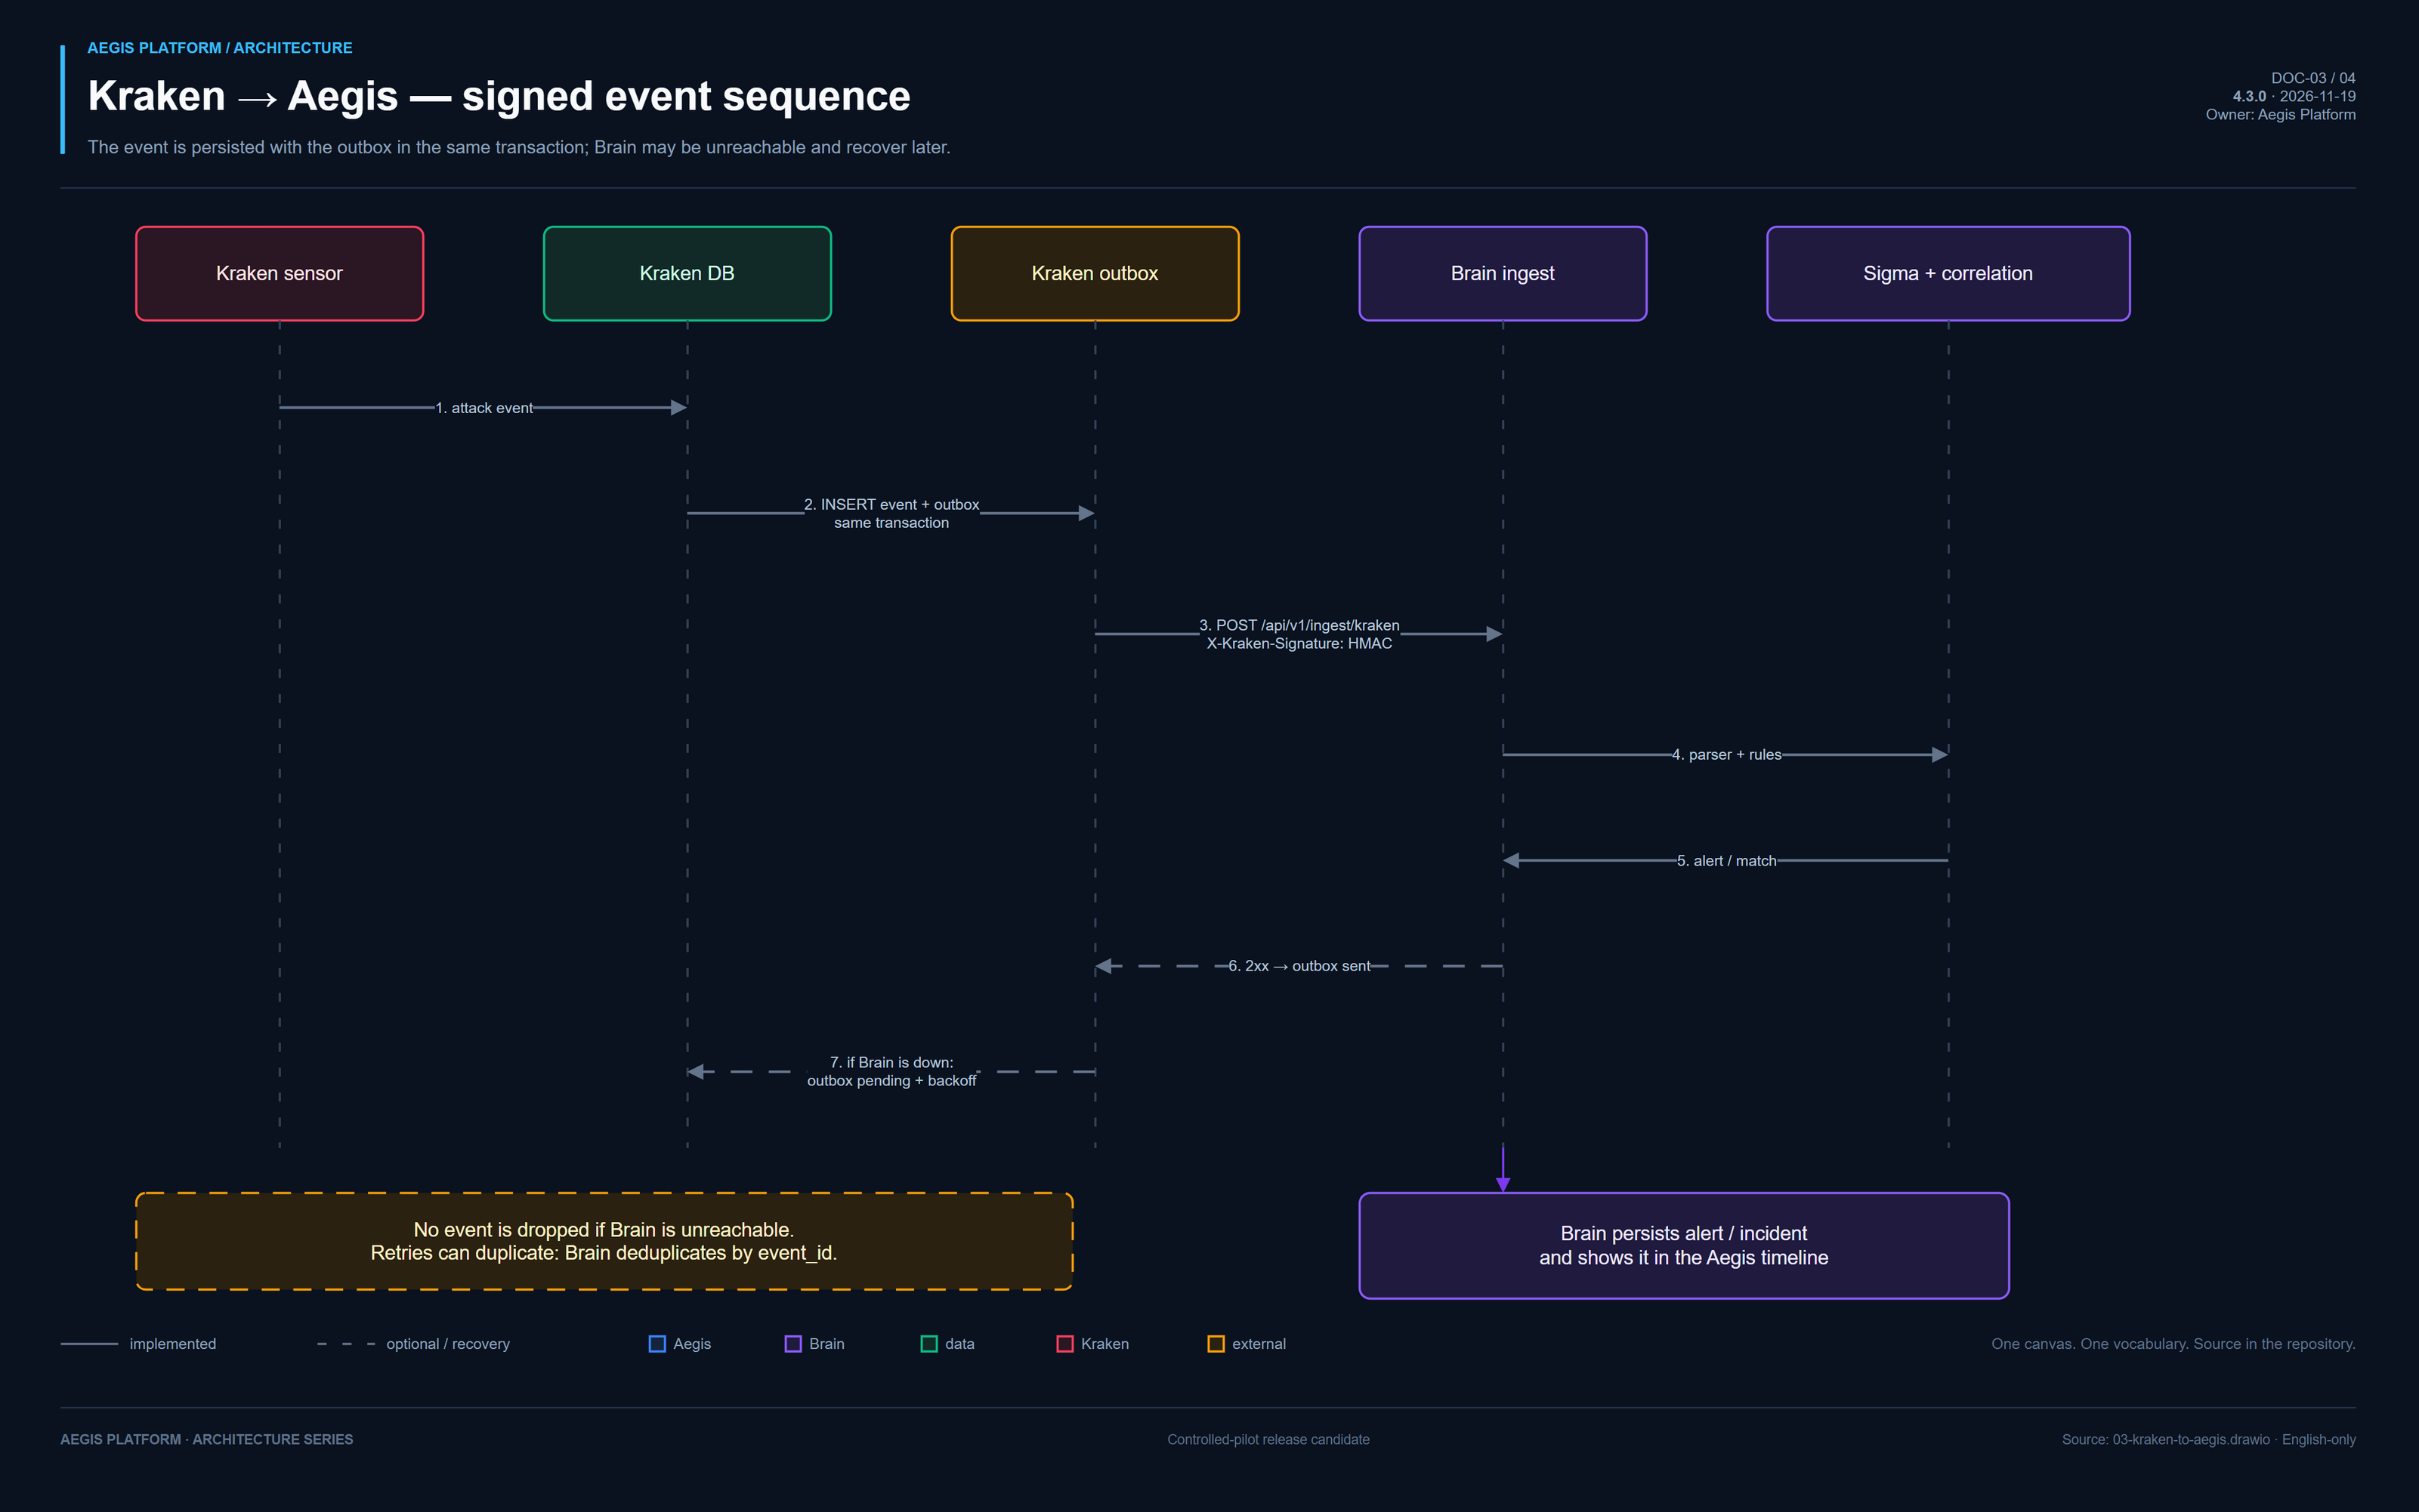 AEGIS PLATFORM / ARCHITECTURE
Kraken → Aegis — signed event sequence
The event is persisted with the outbox in the same transaction; Brain may be unreachable and recover later.
DOC-03 / 04
4.3.0 · 2026-11-19
Owner: Aegis Platform
Kraken sensor
Kraken DB
Kraken outbox
Brain ingest
Sigma + correlation
1. attack event
2. INSERT event + outbox
same transaction
3. POST /api/v1/ingest/kraken
X-Kraken-Signature: HMAC
4. parser + rules
5. alert / match
6. 2xx → outbox sent
7. if Brain is down:
outbox pending + backoff
No event is dropped if Brain is unreachable.
Retries can duplicate: Brain deduplicates by event_id.
Brain persists alert / incident
and shows it in the Aegis timeline
implemented
optional / recovery
Aegis
Brain
data
Kraken
external
One canvas. One vocabulary. Source in the repository.
AEGIS PLATFORM · ARCHITECTURE SERIES
Controlled-pilot release candidate
Source: 03-kraken-to-aegis.drawio · English-only